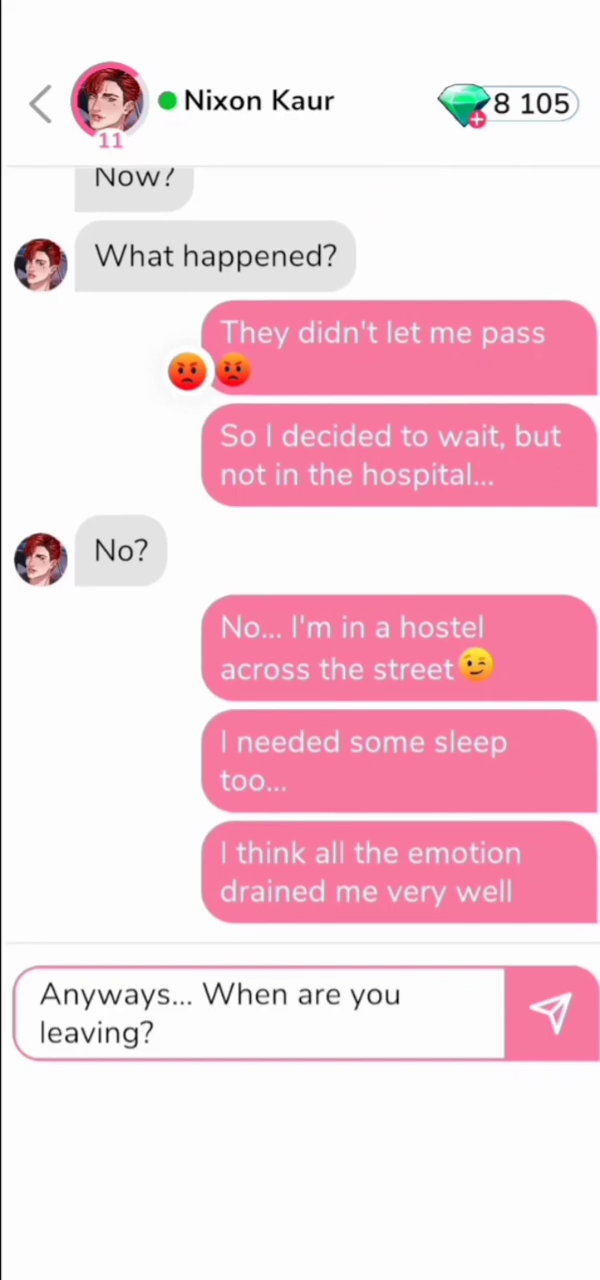 Nixon Kaur
8 105
11
Now?
What happened?
They didn't let me pass
😡😡
So I decided to wait, but
not in the hospital...
No?
No... I'm in a hostel
across the street😉
I needed some sleep
too...
I think all the emotion
drained me very well
Anyways... When are you
leaving?